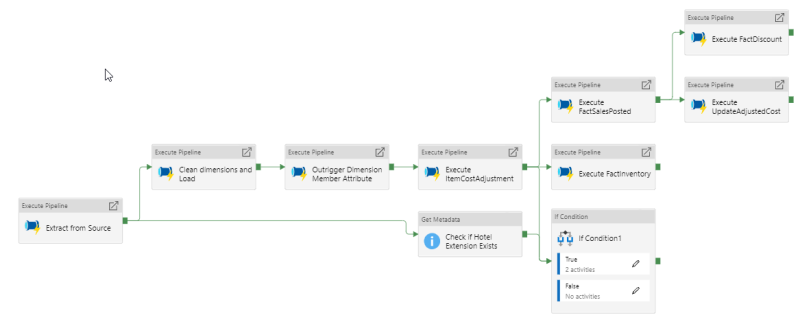 Execute Pipeline
Execute FactDiscount
Execute Pipeline
Execute
FactSalesPosted
Execute Pipeline
Execute
UpdateAdjustedCost
Execute Pipeline
Clean dimensions and
Load
Execute Pipeline
Outrigger Dimension
Member Attribute
Execute Pipeline
Execute
ItemCostAdjustment
Execute Pipeline
Execute FactInventory
Execute Pipeline
Extract from Source
Get Metadata
Check if Hotel
Extension Exists
If Condition
If Condition1
True
2 activities
False
No activities